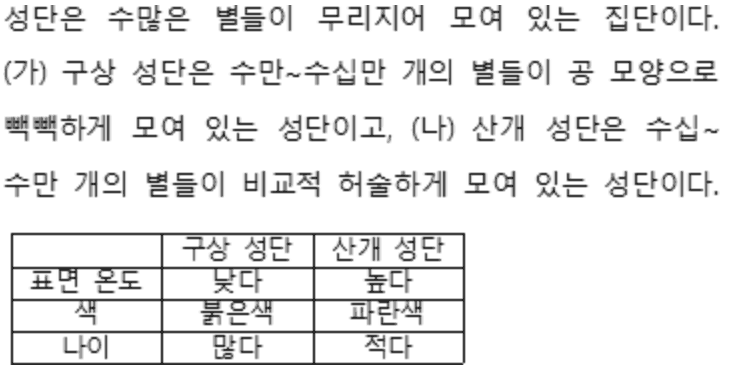 성단은 수많은 별들이 무리지어 모여 있는 집단이다.
(가) 구상 성단은 수만~수십만 개의 별들이 공 모양으로
빽빽하게 모여 있는 성단이고, (나) 산개 성단은 수십~
수만 개의 별들이 비교적 허술하게 모여 있는 성단이다.
구상 성단 산개 성단
표면 온도 낮다 높다
색 붉은색 파란색
나이 많다 적다